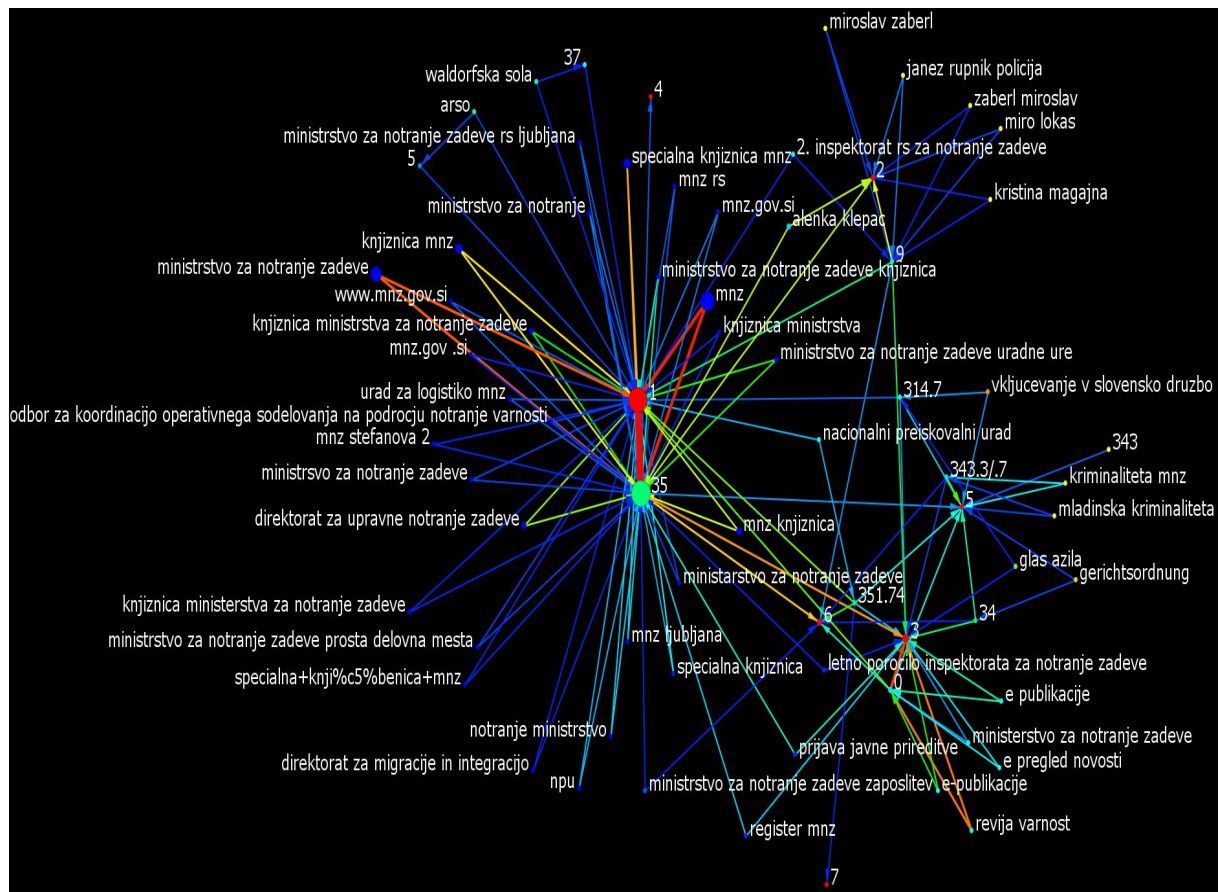 miroslav zaberl
37
waldorfska sola
janez rupnik policija
4
arso
zaberl miroslav
miro lokas
ministrstvo za notranje zadeve rs ljubljana
2. inspektorat rs za notranje zadeve
5
specialna knjiznica mnz
2
mnz rs
kristina magajna
ministrstvo za notranje
mnz.gov.si
alenka klepac
knjiznica mnz
9
ministrstvo za notranje zadeve
ministrstvo za notranje zadeve knjiznica
www.mnz.gov.si
mnz
knjiznica ministrstva za notranje zadeve
knjiznica ministrstva
mnz.gov .si
ministrstvo za notranje zadeve uradne ure
urad za logistiko mnz
1
314.7
vkljucevanje v slovensko druzbo
odbor za koordinacijo operativnega sodelovanja na podrocju notranje varnosti
mnz stefanova 2
nacionalni preiskovalni urad
343
ministrsvo za notranje zadeve
35
343.3/.7
kriminaliteta mnz
5
mladinska kriminaliteta
direktorat za upravne notranje zadeve
mnz knjiznica
glas azila
ministarstvo za notranje zadeve
gerichtsordnung
351.74
knjiznica ministerstva za notranje zadeve
6
34
3
ministrstvo za notranje zadeve prosta delovna mesta
mnz ljubljana
specialna knjiznica
letno porocilo inspektorata za notranje zadeve
specialna+knji%c5%benica+mnz
0
e publikacije
notranje ministrstvo
prijava javne prireditve
ministerstvo za notranje zadeve
direktorat za migracije in integracijo
e pregled novosti
npu
ministrstvo za notranje zadeve zaposlitev
e-publikacije
register mnz
revija varnost
7